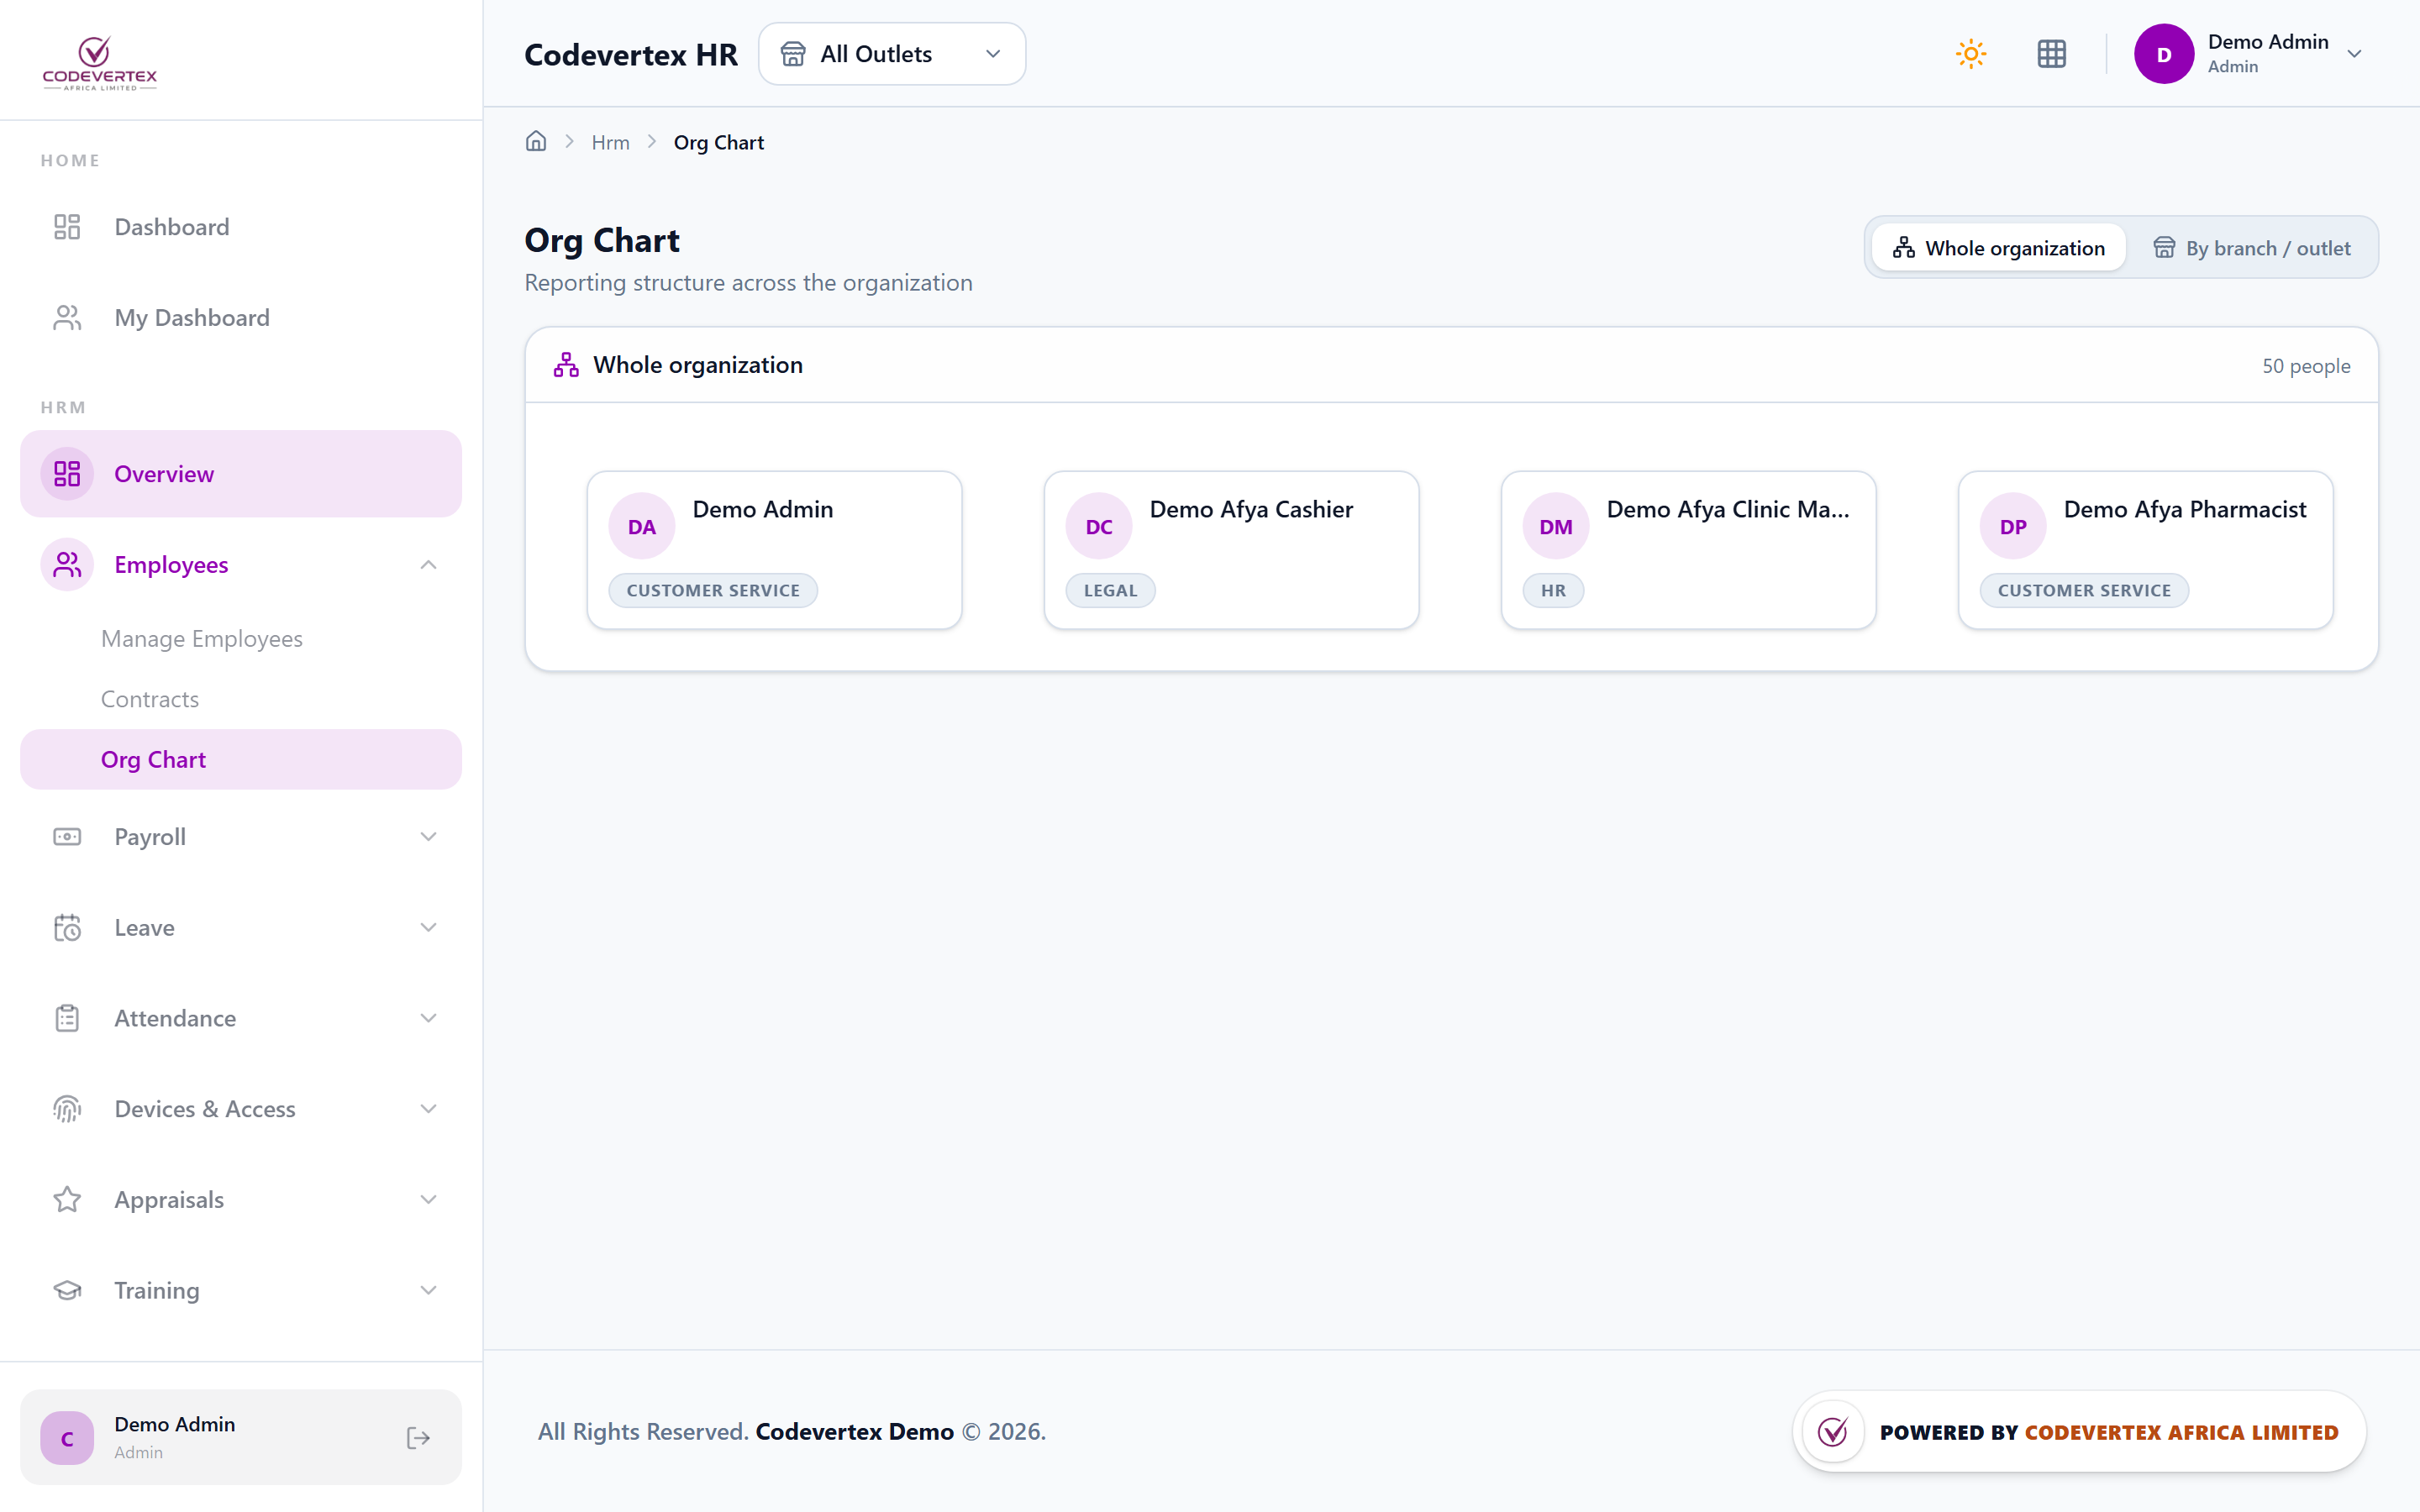 CODEVERTEX
AFRICA LIMITED
HOME
Dashboard
My Dashboard
HRM
Overview
Employees
Manage Employees
Contracts
Org Chart
Payroll
Leave
Attendance
Devices & Access
Appraisals
Training
C
Demo Admin
Admin
Codevertex HR
All Outlets
D
Demo Admin
Admin
Hrm
Org Chart
Org Chart
Reporting structure across the organization
Whole organization
By branch / outlet
Whole organization
50 people
DA
Demo Admin
CUSTOMER SERVICE
DC
Demo Afya Cashier
LEGAL
DM
Demo Afya Clinic Ma...
HR
DP
Demo Afya Pharmacist
CUSTOMER SERVICE
All Rights Reserved. Codevertex Demo © 2026.
POWERED BY CODEVERTEX AFRICA LIMITED